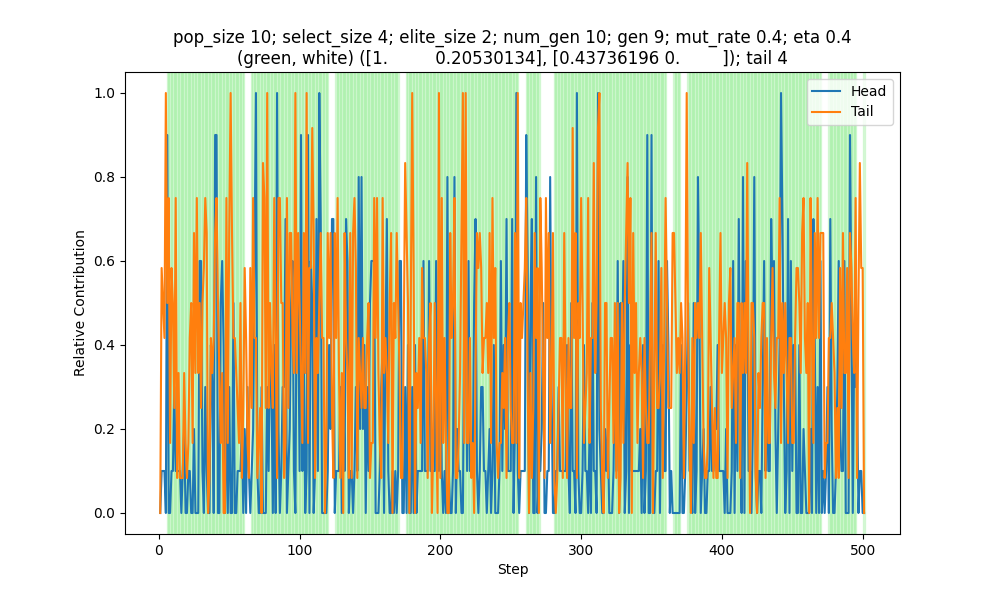 pop_size 10; select_size 4; elite_size 2; num_gen 10; gen 9; mut_rate 0.4; eta 0.4
(green, white) ([1.         0.20530134], [0.43736196 0.        ]); tail 4
Head
Tail
Relative Contribution
1.0
0.8
0.6
0.4
0.2
0.0
0
100
200
300
400
500
Step